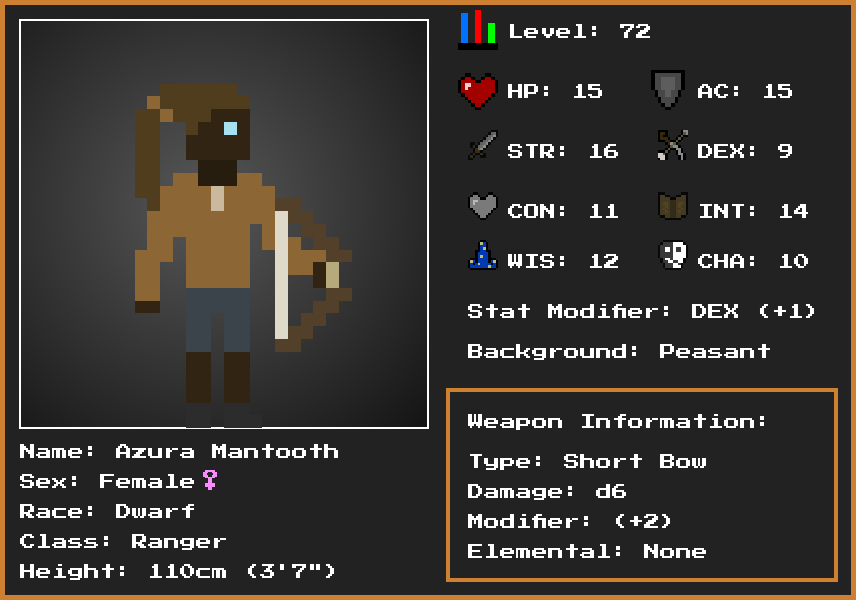 Level: 72
HP: 15 AC: 15
STR: 16 DEX: 9
CON: 11 INT: 14
WIS: 12 CHA: 10
Stat Modifier: DEX (+1)
Background: Peasant
Weapon Information:
Type: Short Bow
Damage: d6
Modifier: (+2)
Elemental: None
Name: Azura Mantooth
Sex: Female♀
Race: Dwarf
Class: Ranger
Height: 110cm (3'7")